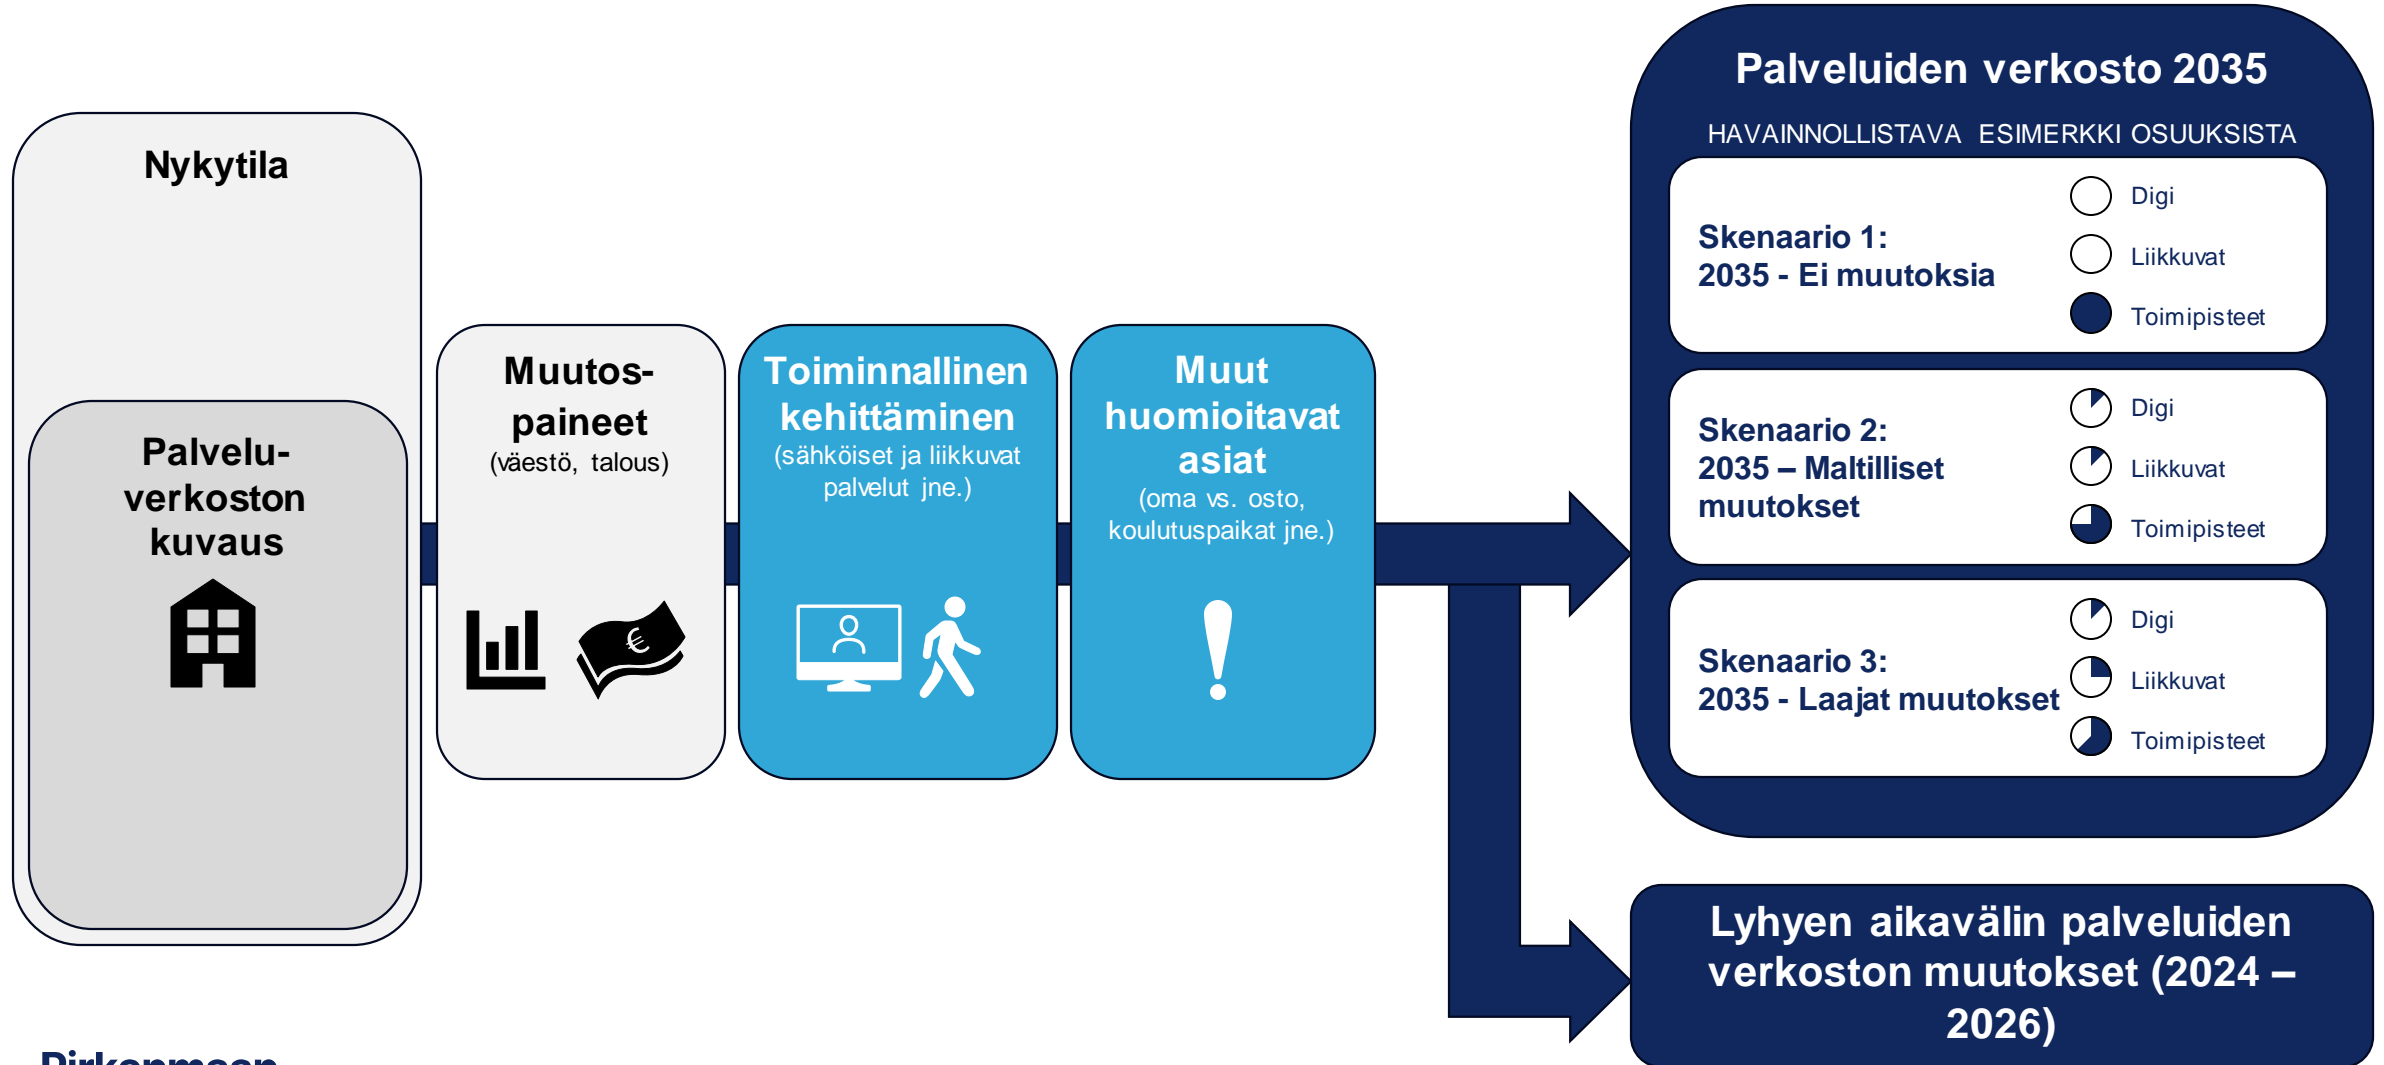 Nykytila
Palvelu-
verkoston
kuvaus
Muutos-
paineet
(väestö, talous)
Toiminnallinen
kehittäminen
(sähköiset ja liikkuvat
palvelut jne.)
Muut
huomioitavat
asiat
(oma vs. osto,
koulutuspaikat jne.)
Palveluiden verkosto 2035
HAVAINNOLLISTAVA ESIMERKKI OSUUKSISTA
Skenaario 1:
2035 - Ei muutoksia
Digi
Liikkuvat
Toimipisteet
Skenaario 2:
2035 – Maltilliset
muutokset
Digi
Liikkuvat
Toimipisteet
Skenaario 3:
2035 - Laajat muutokset
Digi
Liikkuvat
Toimipisteet
Lyhyen aikavälin palveluiden
verkoston muutokset (2024 –
2026)
Pirkanmaan